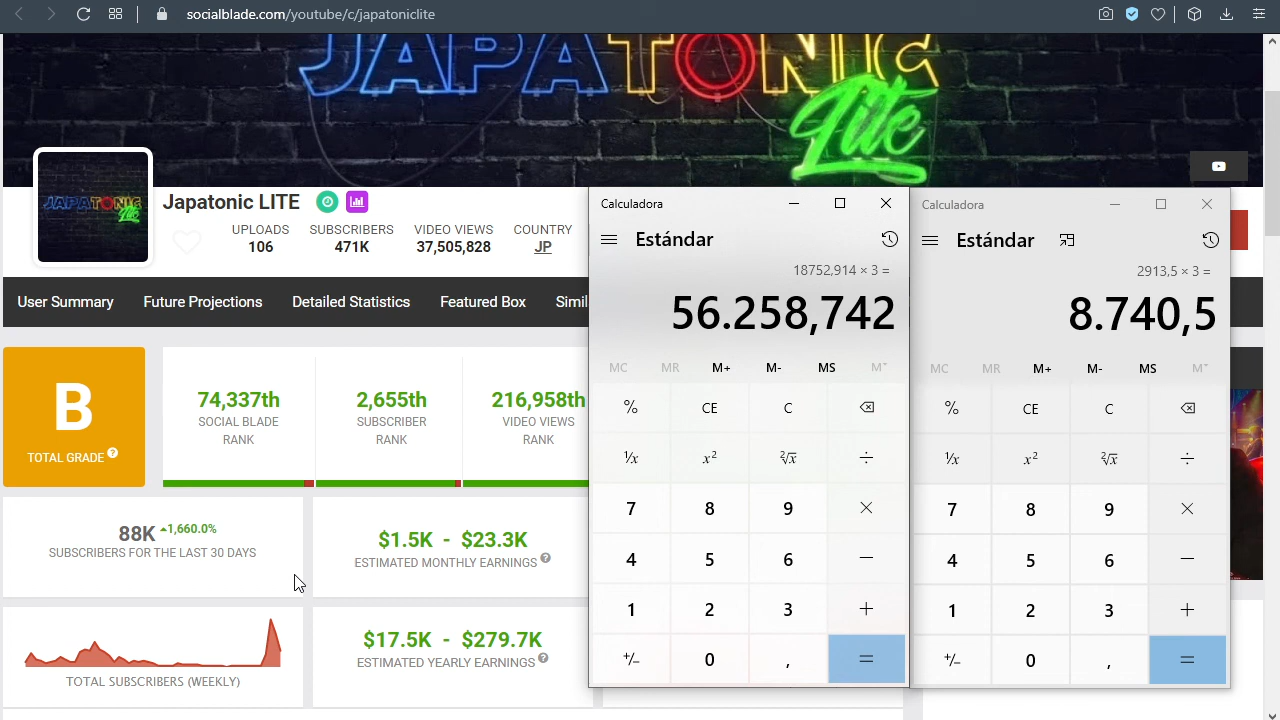 socialblade.com/youtube/c/japatoniclite
JAPATONIC
Lite
JAPATONIC
Lite
Japatonic LITE
UPLOADS
106
SUBSCRIBERS
471K
VIDEO VIEWS
37,505,828
COUNTRY
JP
User Summary
Future Projections
Detailed Statistics
Featured Box
Simil
B
TOTAL GRADE ?
74,337th
SOCIAL BLADE
RANK
2,655th
SUBSCRIBER
RANK
216,958th
VIDEO VIEWS
RANK
88K 1,660.0%
SUBSCRIBERS FOR THE LAST 30 DAYS
$1.5K - $23.3K
ESTIMATED MONTHLY EARNINGS ?
TOTAL SUBSCRIBERS (WEEKLY)
$17.5K - $279.7K
ESTIMATED YEARLY EARNINGS ?
Calculadora
Estándar
18752,914 × 3 =
56.258,742
MC MR M+ M- MS M˅
% CE C
¹/x x² ²√x ÷
7 8 9 ×
4 5 6 −
1 2 3 +
+/− 0 , =
Calculadora
Estándar
2913,5 × 3 =
8.740,5
MC MR M+ M- MS M˅
% CE C
¹/x x² ²√x ÷
7 8 9 ×
4 5 6 −
1 2 3 +
+/− 0 , =